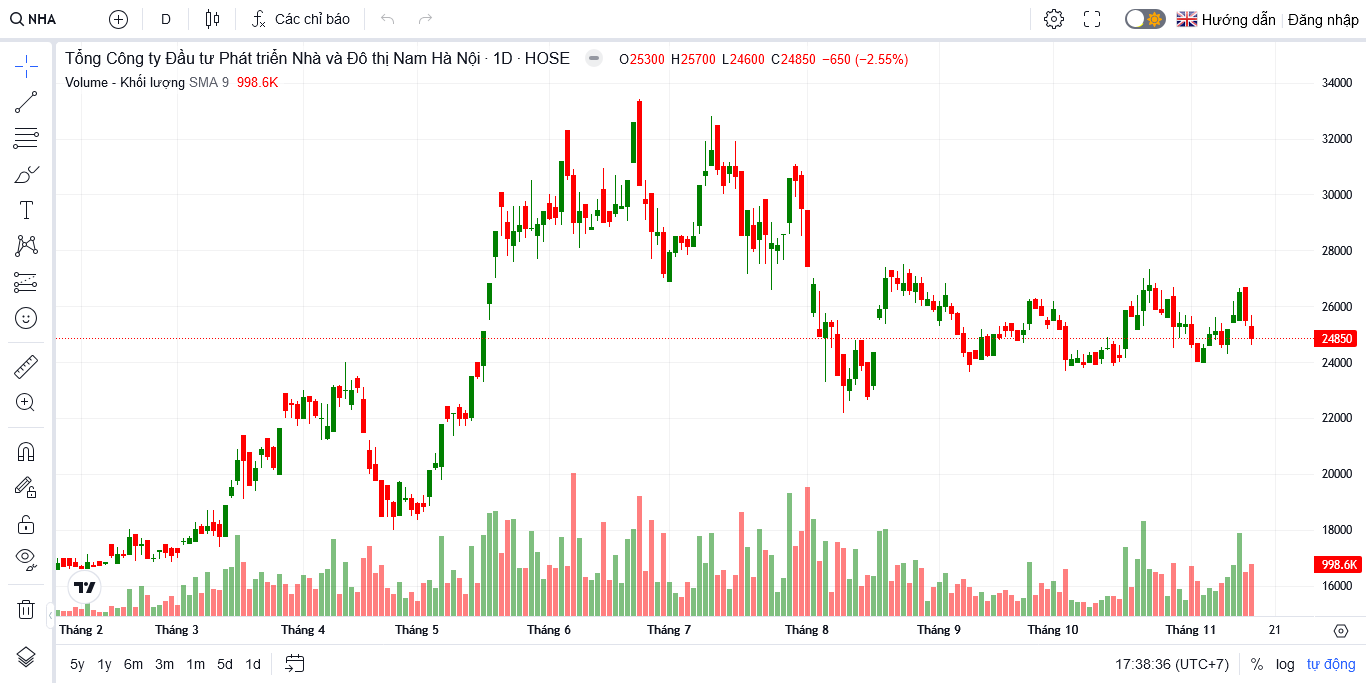 NHA D Các chỉ báo Hướng dẫn Đăng nhập
Tổng Công ty Đầu tư Phát triển Nhà và Đô thị Nam Hà Nội · 1D · HOSE O25300 H25700 L24600 C24850 −650 (−2.55%)
Volume - Khối lượng SMA 9 998.6K
34000
32000
30000
28000
26000
24850
24000
22000
20000
18000
998.6K
16000
Tháng 2 Tháng 3 Tháng 4 Tháng 5 Tháng 6 Tháng 7 Tháng 8 Tháng 9 Tháng 10 Tháng 11 21
5y 1y 6m 3m 1m 5d 1d 17:38:36 (UTC+7) % log tự động